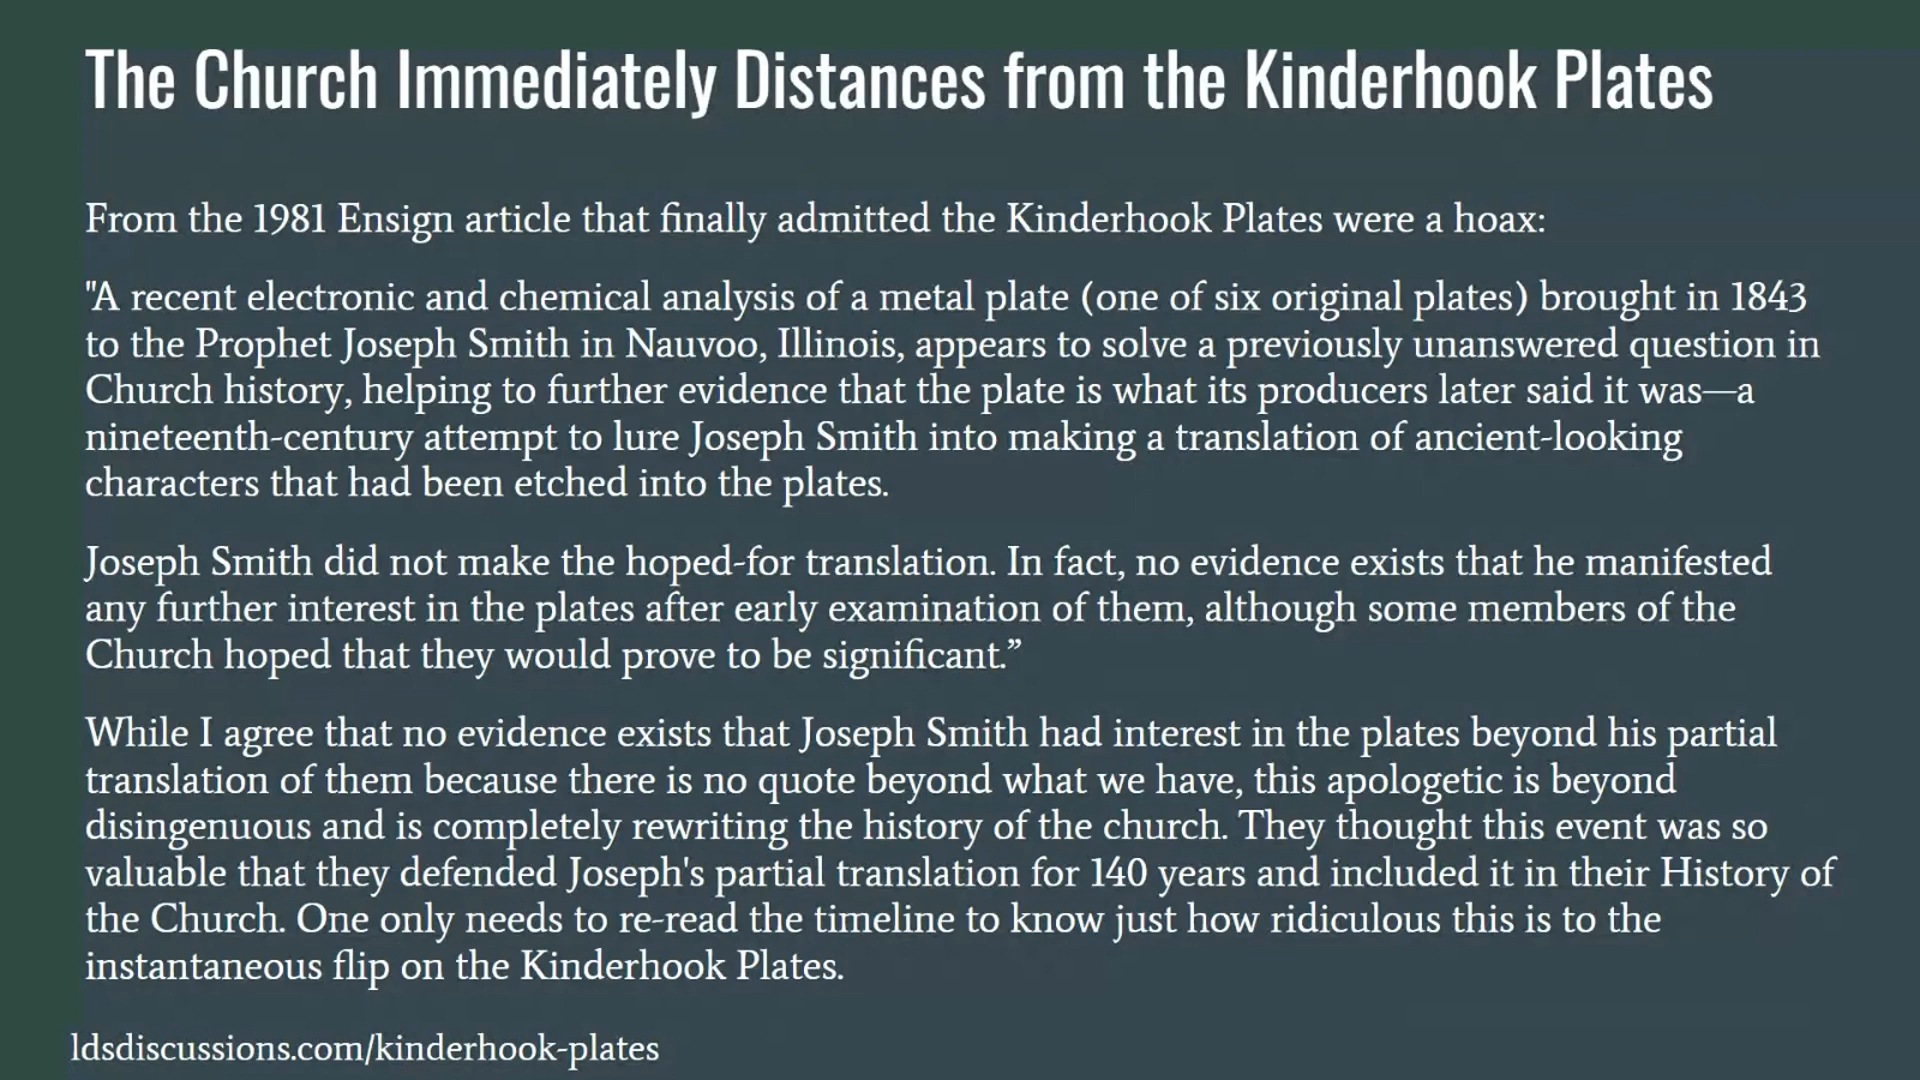 The Church Immediately Distances from the Kinderhook Plates
From the 1981 Ensign article that finally admitted the Kinderhook Plates were a hoax:
"A recent electronic and chemical analysis of a metal plate (one of six original plates) brought in 1843
to the Prophet Joseph Smith in Nauvoo, Illinois, appears to solve a previously unanswered question in
Church history, helping to further evidence that the plate is what its producers later said it was—a
nineteenth-century attempt to lure Joseph Smith into making a translation of ancient-looking
characters that had been etched into the plates.
Joseph Smith did not make the hoped-for translation. In fact, no evidence exists that he manifested
any further interest in the plates after early examination of them, although some members of the
Church hoped that they would prove to be significant.”
While I agree that no evidence exists that Joseph Smith had interest in the plates beyond his partial
translation of them because there is no quote beyond what we have, this apologetic is beyond
disingenuous and is completely rewriting the history of the church. They thought this event was so
valuable that they defended Joseph's partial translation for 140 years and included it in their History of
the Church. One only needs to re-read the timeline to know just how ridiculous this is to the
instantaneous flip on the Kinderhook Plates.
ldsdiscussions.com/kinderhook-plates